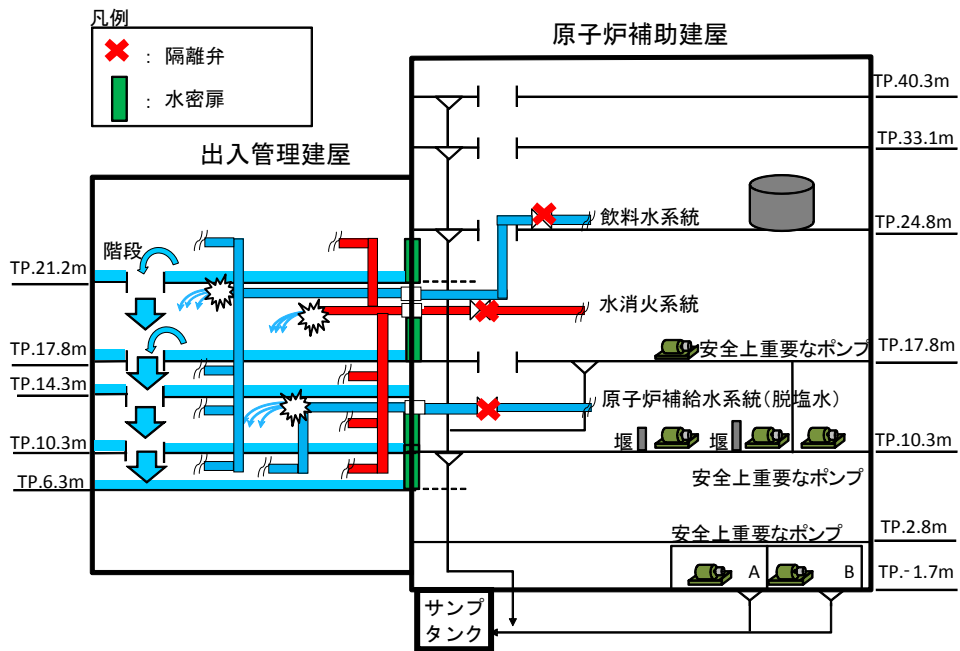 凡例
： 隔離弁
： 水密扉
原子炉補助建屋
出入管理建屋
TP.40.3m
TP.33.1m
飲料水系統
TP.24.8m
階段
TP.21.2m
水消火系統
安全上重要なポンプ
TP.17.8m
TP.17.8m
TP.14.3m
原子炉補給水系統（脱塩水）
堰
堰
TP.10.3m
TP.10.3m
安全上重要なポンプ
TP.6.3m
安全上重要なポンプ
TP.2.8m
A
B
TP.-1.7m
サンプ
タンク